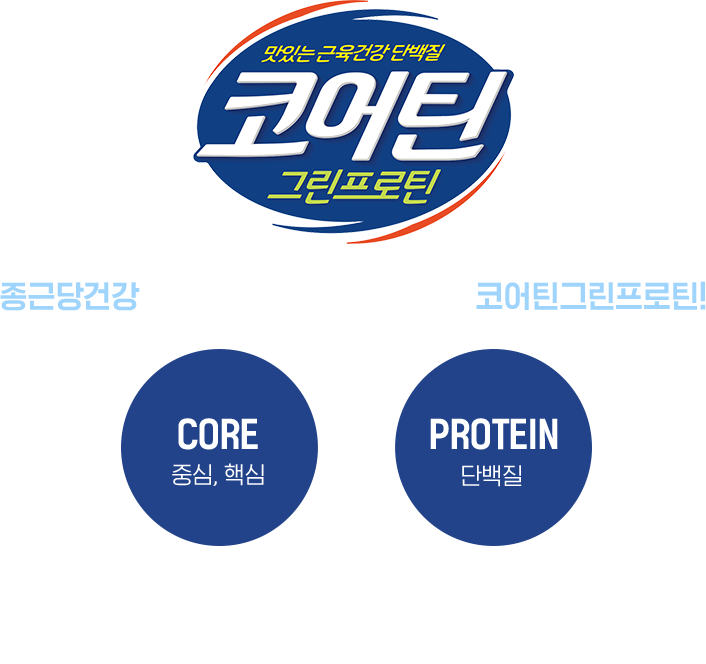 맛있는 근육건강 단백질
코어틴
그린프로틴
종근당건강 코어틴그린프로틴!
CORE
중심, 핵심
PROTEIN
단백질